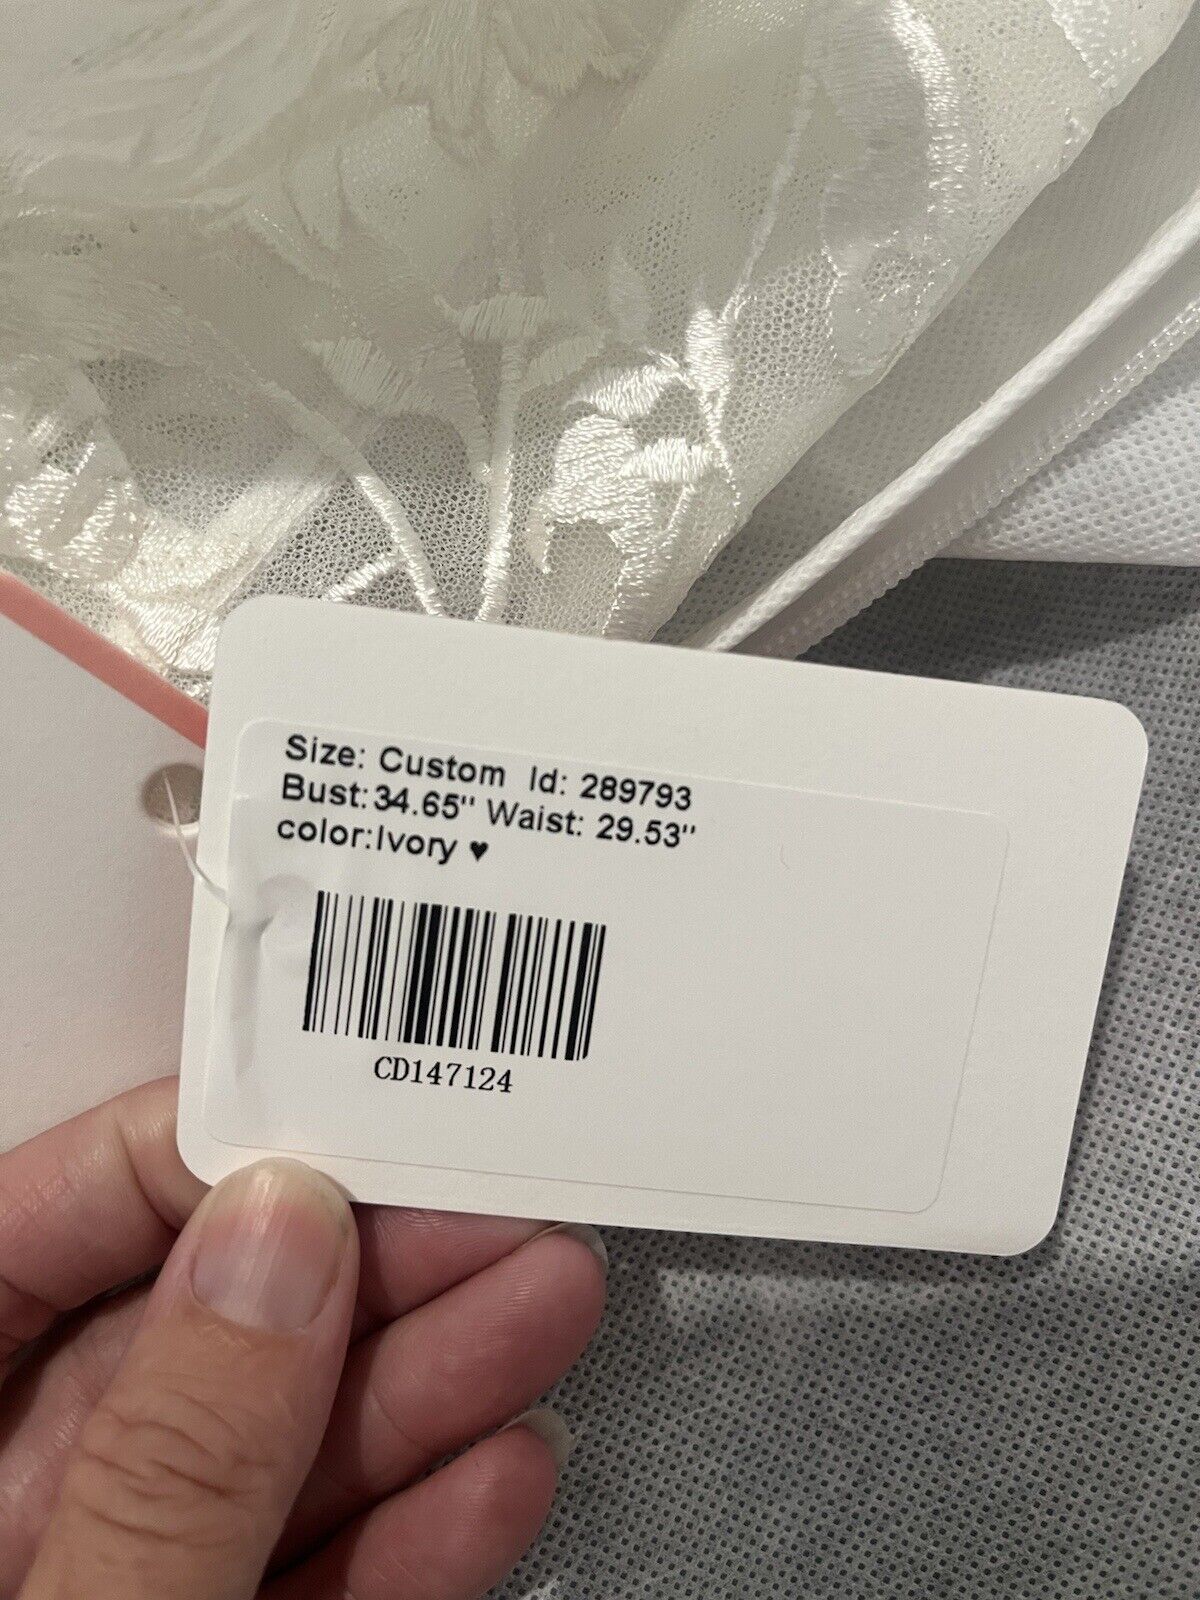 Size: Custom Id: 289793
Bust:34.65" Waist: 29.53"
color:Ivory ♥
CD147124